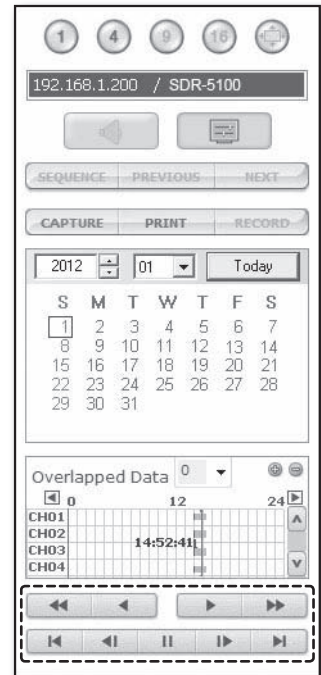 1 4 9 16
192.168.1.200 / SDR-5100
SEQUENCE PREVIOUS NEXT
CAPTURE PRINT RECORD
2012 01 Today
S M T W T F S
1 2 3 4 5 6 7
8 9 10 11 12 13 14
15 16 17 18 19 20 21
22 23 24 25 26 27 28
29 30 31
Overlapped Data 0
0 12 24
CH01
CH02
14:52:41
CH03
CH04